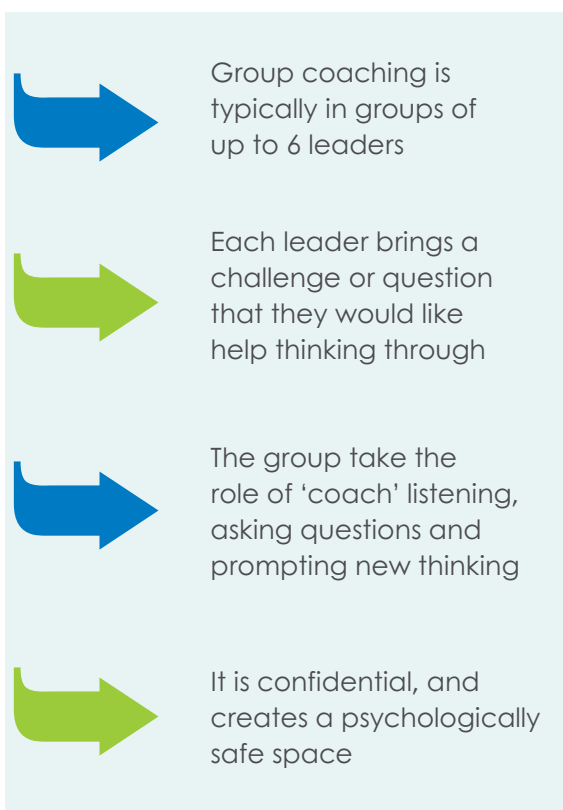 Group coaching is
typically in groups of
up to 6 leaders
Each leader brings a
challenge or question
that they would like
help thinking through
The group take the
role of ‘coach’ listening,
asking questions and
prompting new thinking
It is confidential, and
creates a psychologically
safe space